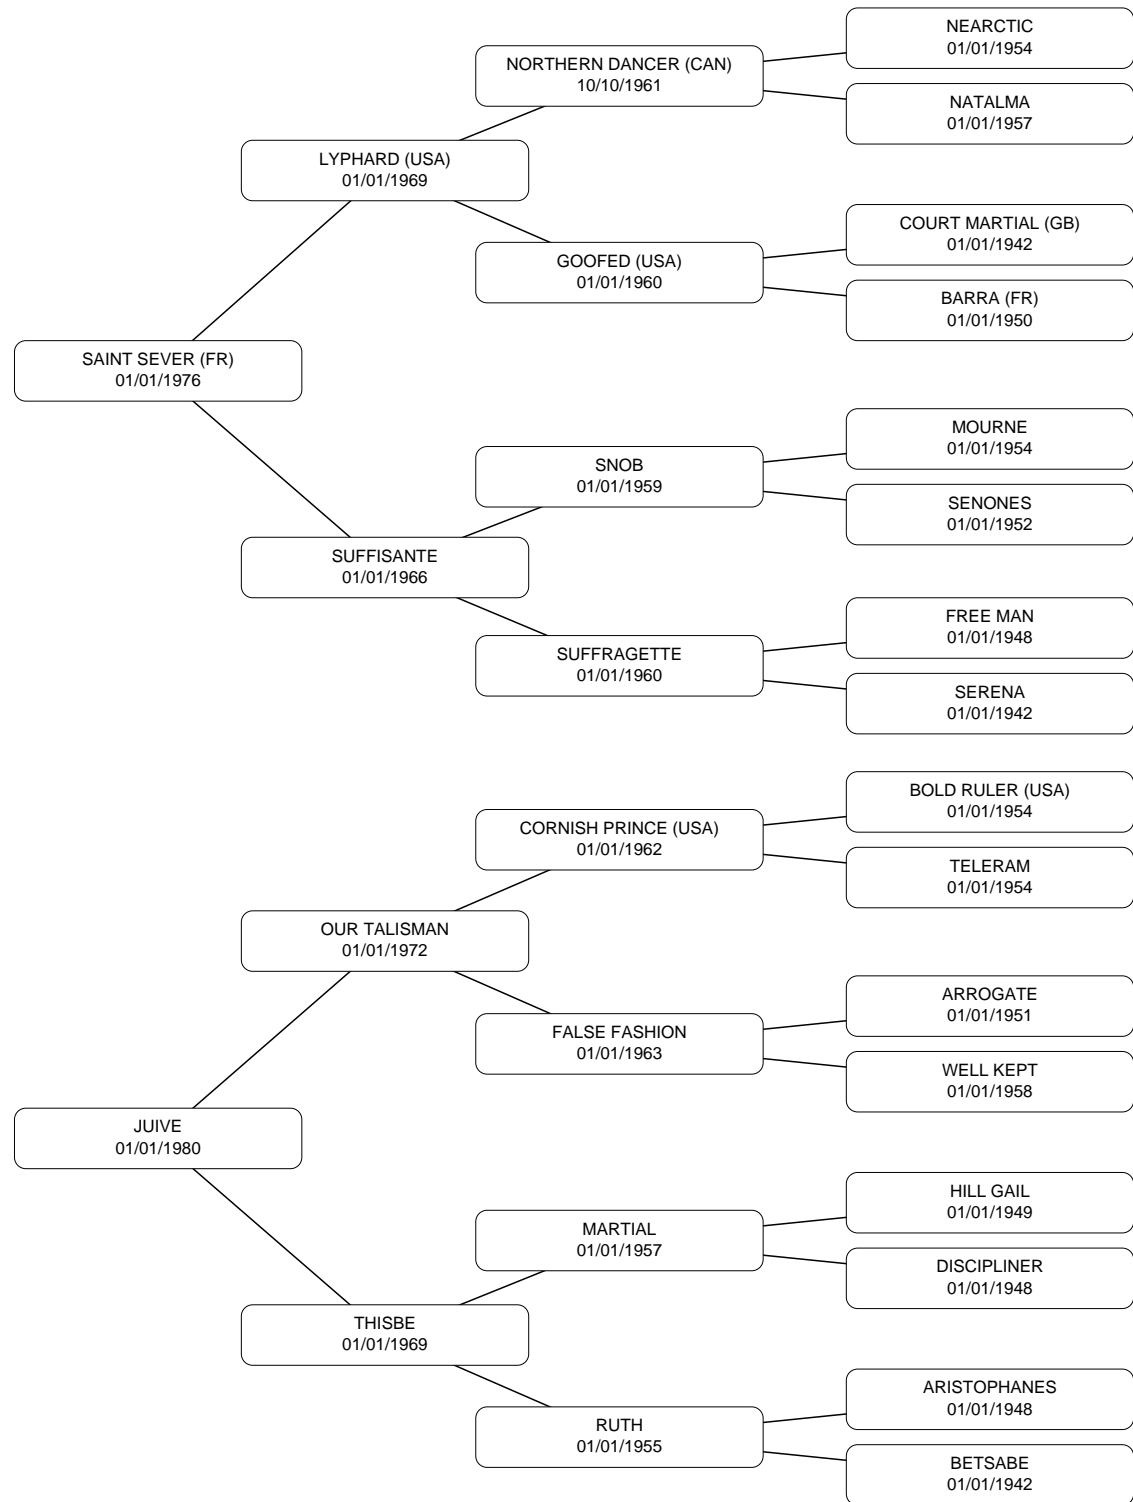 NEARCTIC
01/01/1954
NORTHERN DANCER (CAN)
10/10/1961
NATALMA
01/01/1957
LYPHARD (USA)
01/01/1969
COURT MARTIAL (GB)
01/01/1942
GOOFED (USA)
01/01/1960
BARRA (FR)
01/01/1950
SAINT SEVER (FR)
01/01/1976
MOURNE
01/01/1954
SNOB
01/01/1959
SENONES
01/01/1952
SUFFISANTE
01/01/1966
FREE MAN
01/01/1948
SUFFRAGETTE
01/01/1960
SERENA
01/01/1942
BOLD RULER (USA)
01/01/1954
CORNISH PRINCE (USA)
01/01/1962
TELERAM
01/01/1954
OUR TALISMAN
01/01/1972
ARROGATE
01/01/1951
FALSE FASHION
01/01/1963
WELL KEPT
01/01/1958
JUIVE
01/01/1980
HILL GAIL
01/01/1949
MARTIAL
01/01/1957
DISCIPLINER
01/01/1948
THISBE
01/01/1969
ARISTOPHANES
01/01/1948
RUTH
01/01/1955
BETSABE
01/01/1942